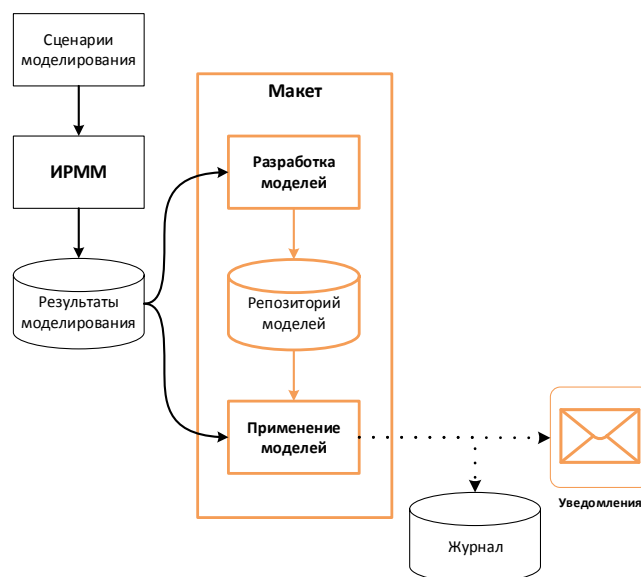 Сценарии
моделирования
ИРММ
Результаты
моделирования
Макет
Разработка
моделей
Репозиторий
моделей
Применение
моделей
Уведомления
Журнал